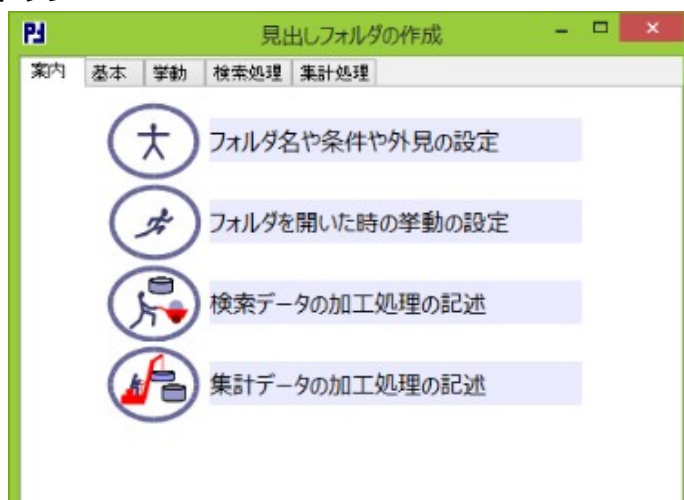 見出しフォルダの作成
案内 基本 挙動 検索処理 集計処理
フォルダ名や条件や外見の設定
フォルダを開いた時の挙動の設定
検索データの加工処理の記述
集計データの加工処理の記述